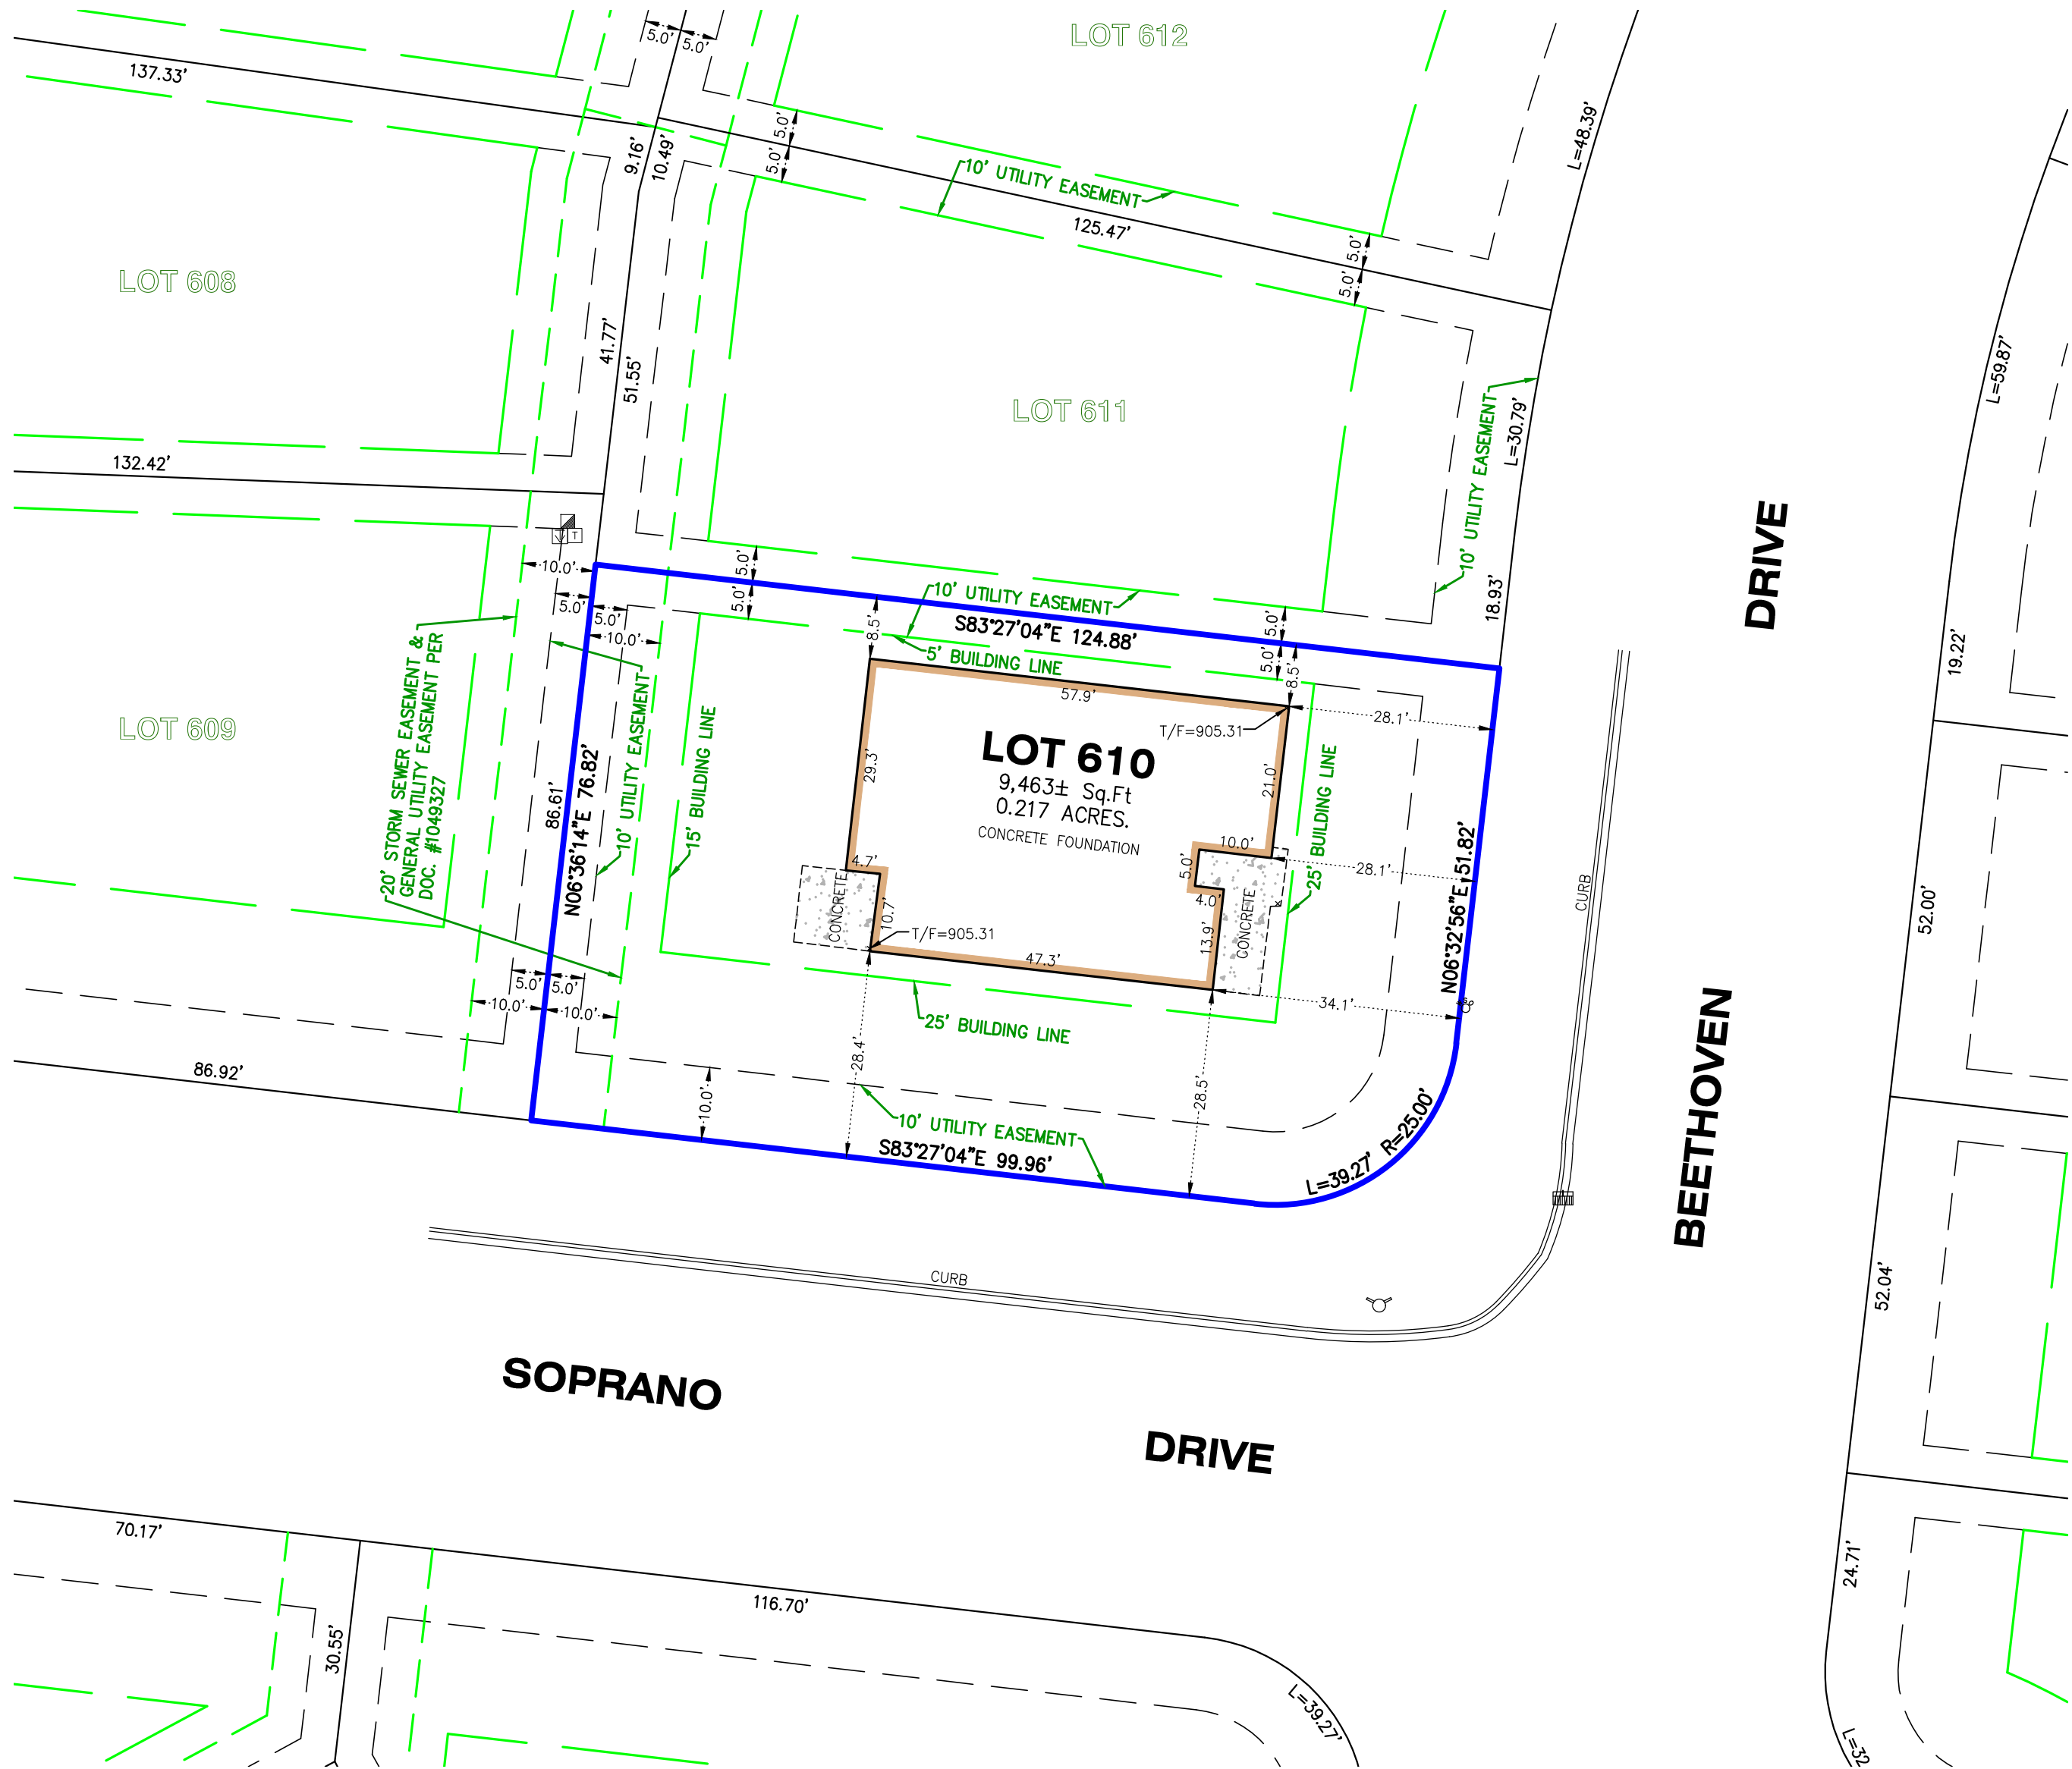 LOT 612
5.0'
5.0'
137.33'
9.16'
10.49'
5.0'
5.0'
L=48.39'
10' UTILITY EASEMENT
125.47'
5.0'
5.0'
LOT 608
41.77'
51.55'
LOT 611
L=30.79'
10' UTILITY EASEMENT
L=59.87'
132.42'
T
10.0'
5.0'
5.0'
10.0'
5.0'
5.0'
10' UTILITY EASEMENT
S83°27'04"E 124.88'
5' BUILDING LINE
5.0'
5.0'
18.93'
DRIVE
19.22'
8.5'
8.5'
57.9'
28.1'
T/F=905.31
LOT 609
20' STORM SEWER EASEMENT &
GENERAL UTILITY EASEMENT PER
DOC. #1049327
86.61'
N06°36'14"E 76.82'
10' UTILITY EASEMENT
15' BUILDING LINE
29.3'
LOT 610
9,463± Sq.Ft
0.217 ACRES.
CONCRETE FOUNDATION
21.0'
25' BUILDING LINE
10.0'
28.1'
5.0'
4.0'
4.7'
CONCRETE
10.7'
T/F=905.31
13.9'
CONCRETE
N06°32'56"E 51.82'
CURB
52.00'
47.3'
34.1'
5.0'
5.0'
10.0'
10.0'
25' BUILDING LINE
28.4'
28.5'
86.92'
10.0'
10' UTILITY EASEMENT
S83°27'04"E 99.96'
L=39.27' R=25.00'
BEETHOVEN
CURB
52.04'
SOPRANO
DRIVE
70.17'
116.70'
30.55'
24.71'
L=39.27'
L=32